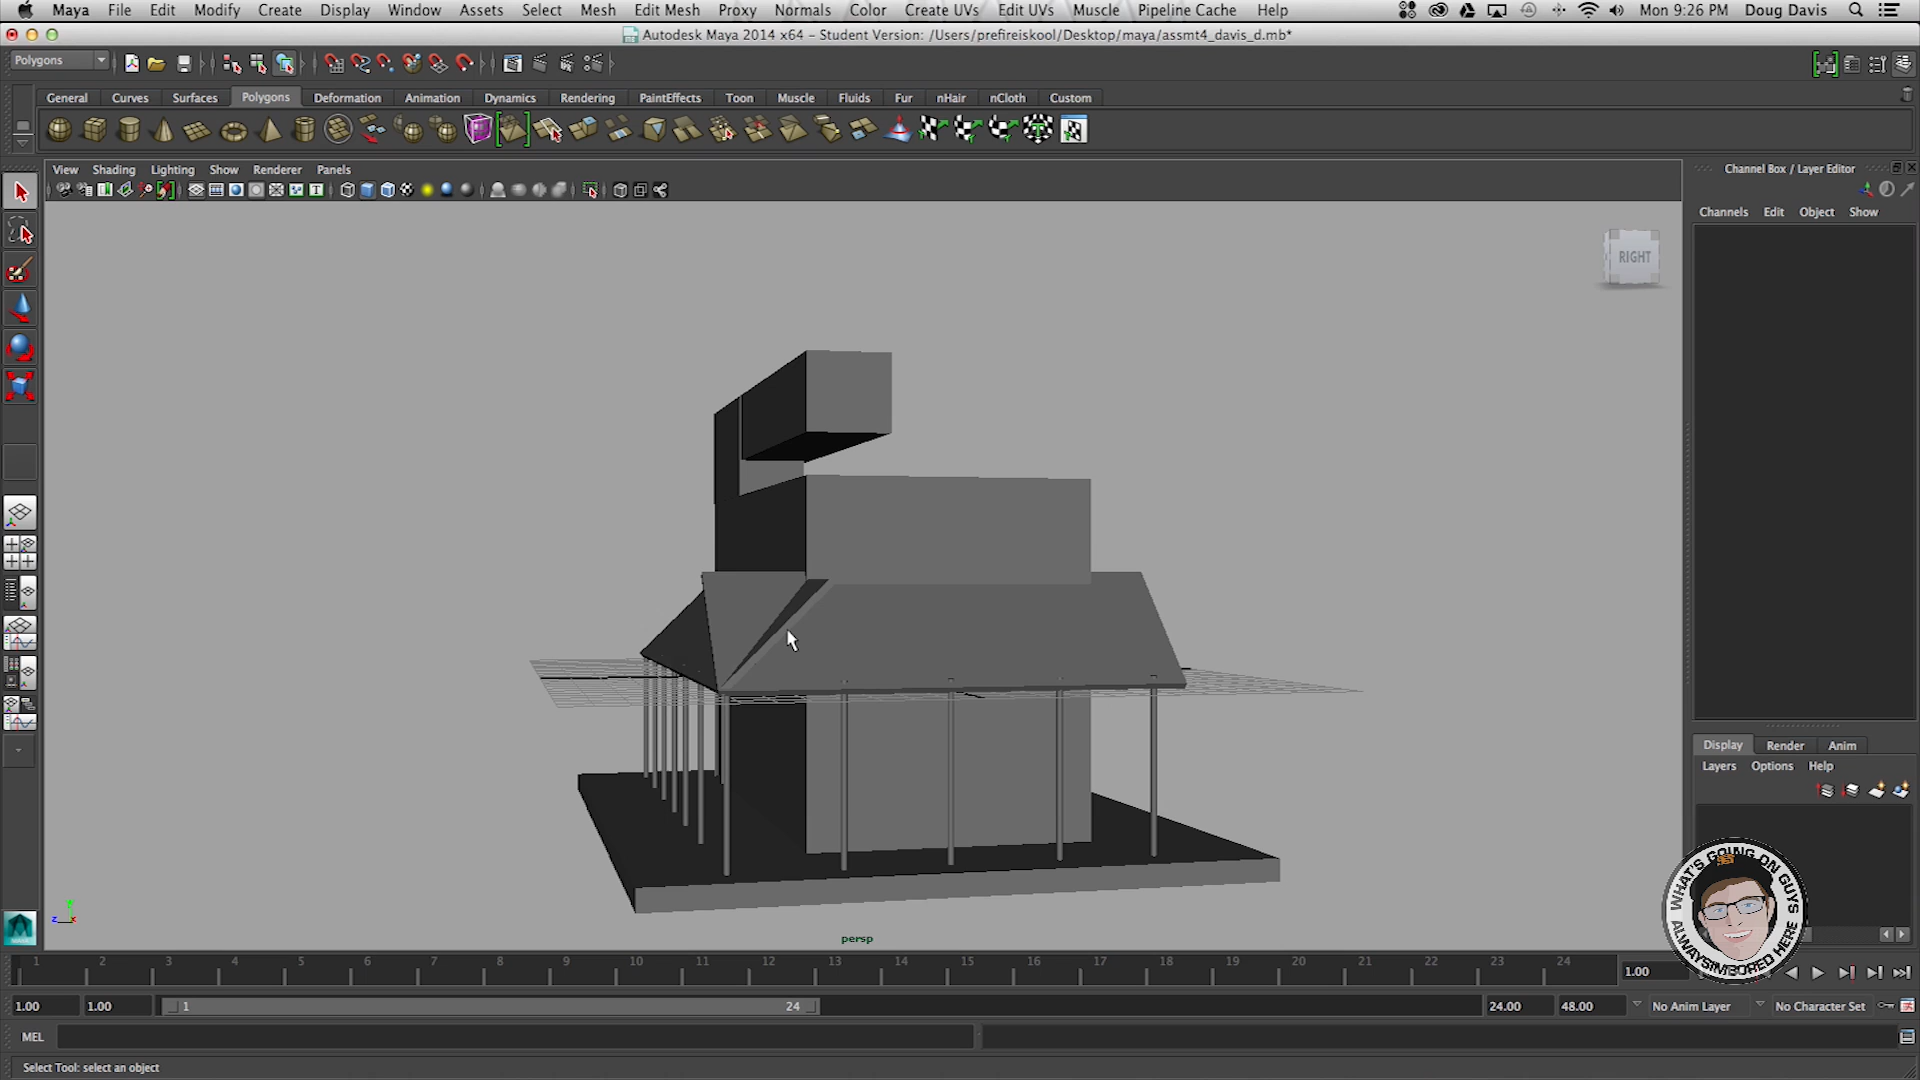 Maya File Edit Modify Create Display Window Assets Select Mesh Edit Mesh Proxy Normals Color Create UVs Edit UVs Muscle Pipeline Cache Help Mon 9:26 PM Doug Davis
Autodesk Maya 2014 x64 - Student Version: /Users/prefireiskool/Desktop/maya/assmt4_davis_d.mb*
Polygons
General Curves Surfaces Polygons Deformation Animation Dynamics Rendering PaintEffects Toon Muscle Fluids Fur nHair nCloth Custom
View Shading Lighting Show Renderer Panels
Channel Box / Layer Editor
Channels Edit Object Show
RIGHT
Display Render Anim
Layers Options Help
WHAT'S GOING ON GUYS
ALWAYSIMBORED HERE
y
z x
persp
1 2 3 4 5 6 7 8 9 10 11 12 13 14 15 16 17 18 19 20 21 22 23 24 1.00
1.00 1.00 1 24 24.00 48.00 No Anim Layer No Character Set
MEL
Select Tool: select an object